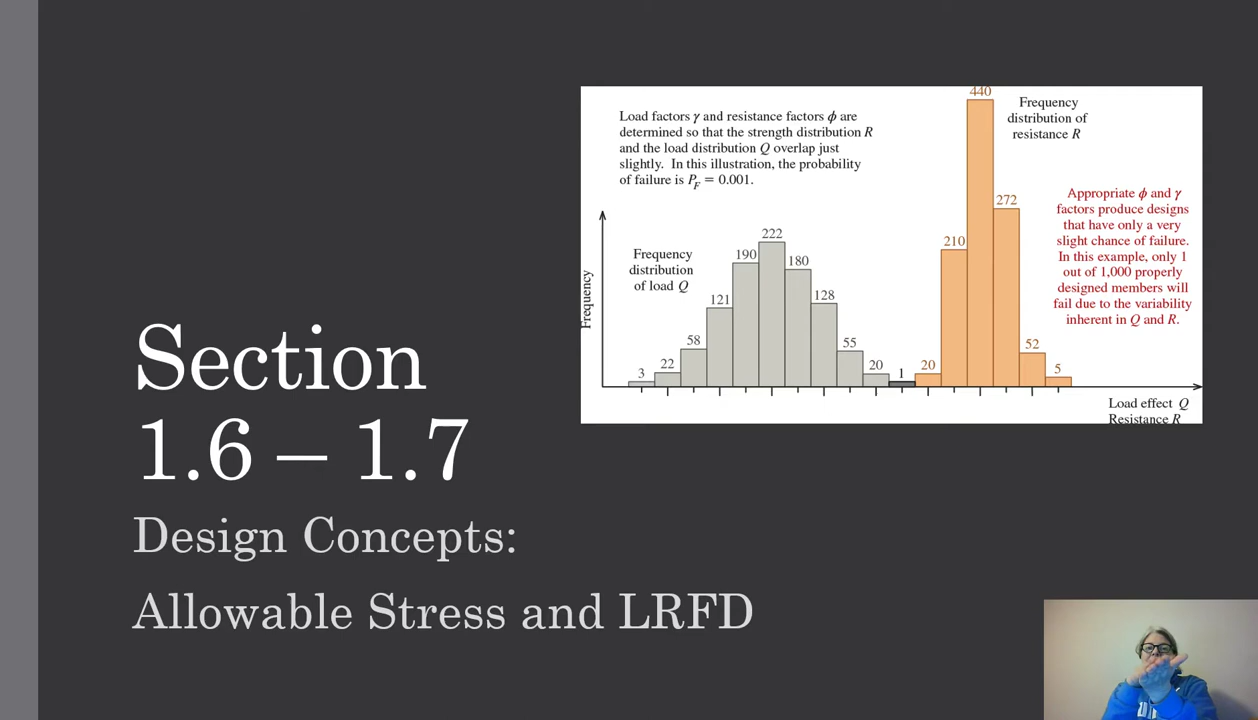 Section
1.6 – 1.7
Design Concepts:
Allowable Stress and LRFD
Load factors γ and resistance factors ϕ are
determined so that the strength distribution R
and the load distribution Q overlap just
slightly. In this illustration, the probability
of failure is PF = 0.001.
440
Frequency
distribution of
resistance R
272
210
Appropriate ϕ and γ
factors produce designs
that have only a very
slight chance of failure.
In this example, only 1
out of 1,000 properly
designed members will
fail due to the variability
inherent in Q and R.
Frequency
distribution
of load Q
Frequency
3 22 58 121 190 222 180 128 55 20 1 20 52 5
Load effect Q
Resistance R